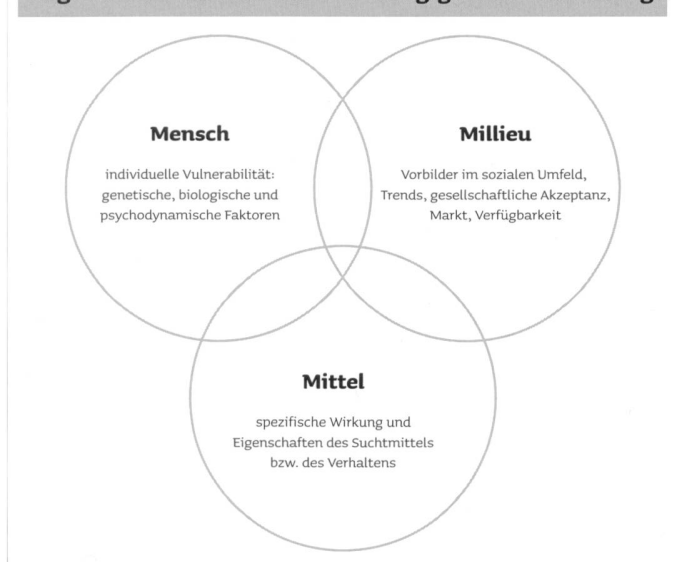 Mensch
individuelle Vulnerabilität:
genetische, biologische und
psychodynamische Faktoren
Millieu
Vorbilder im sozialen Umfeld,
Trends, gesellschaftliche Akzeptanz,
Markt, Verfügbarkeit
Mittel
spezifische Wirkung und
Eigenschaften des Suchtmittels
bzw. des Verhaltens